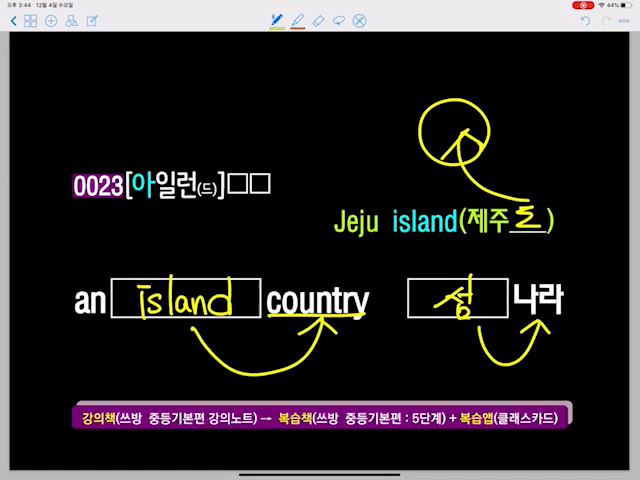 오후 3:44 12월 4일 수요일 44%
0023[아일런(드)]□□
Jeju island(제주도)
an island country 섬 나라
강의책(쓰방 중등기본편 강의노트) → 복습책(쓰방 중등기본편 : 5단계) + 복습앱(클래스카드)